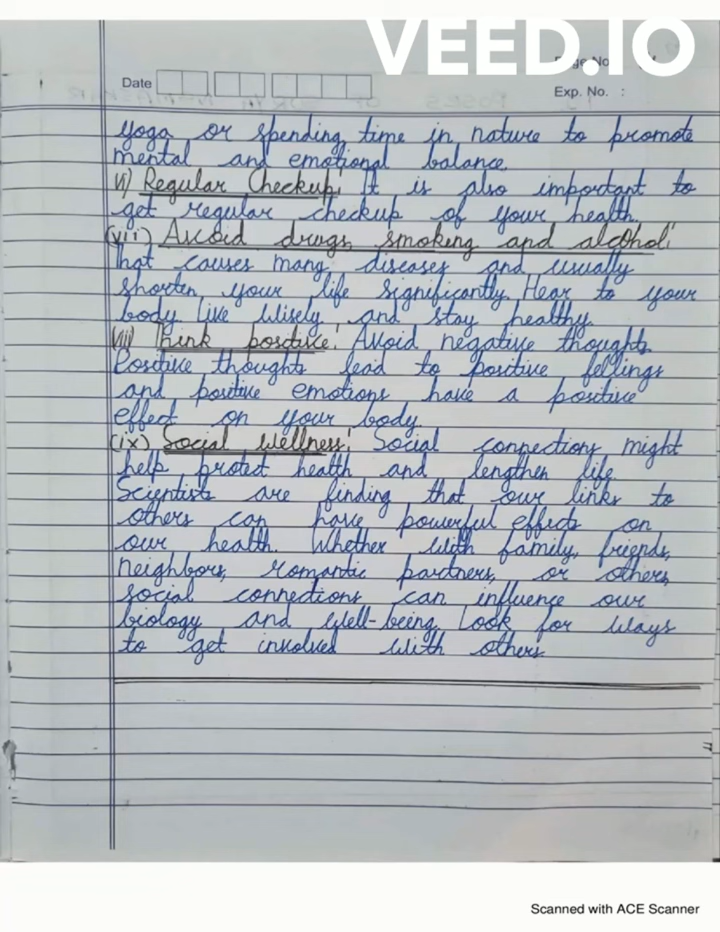 VEED.IO
Page No. :
Date
Exp. No. :
yoga or spending time in nature to promote
mental and emotional balance.
vi) Regular Checkup: It is also important to
get regular checkup of your health.
(vii) Avoid drugs, smoking and alcohol:
That causes many diseases and usually
shorten your life significantly. Hear to your
body. Live Wisely and stay healthy.
viii) Think positive: Avoid negative thoughts.
Positive thoughts lead to positive fellings
and positive emotions have a positive
effect on your body.
(ix) Social wellness: Social connections might
help protect health and lengthen life.
Scientists are finding that our links to
others can have powerful effects on
our health. Whether with family, friends,
neighbors, romantic partners, or others,
social connections can influence our
biology and well-being. Look for ways
to get involved with others
Scanned with ACE Scanner